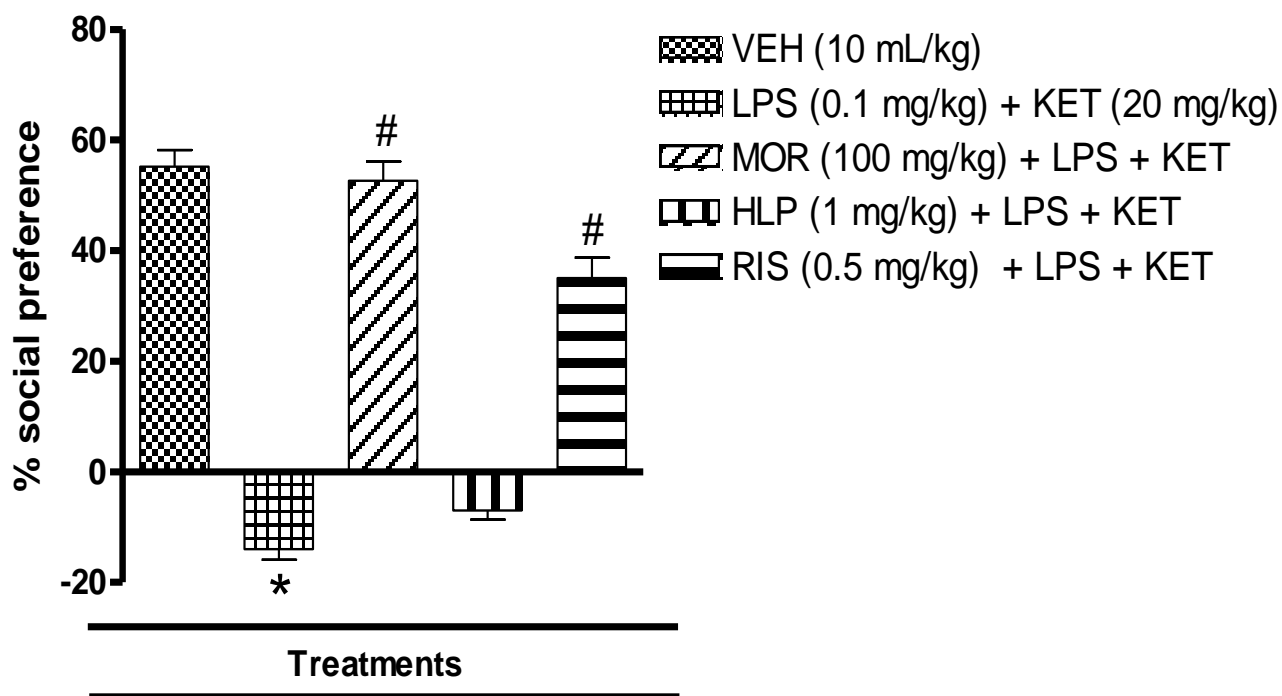 % social preference
80
60
40
20
0
-20
#
#
*
Treatments
VEH (10 mL/kg)
LPS (0.1 mg/kg) + KET (20 mg/kg)
MOR (100 mg/kg) + LPS + KET
HLP (1 mg/kg) + LPS + KET
RIS (0.5 mg/kg) + LPS + KET